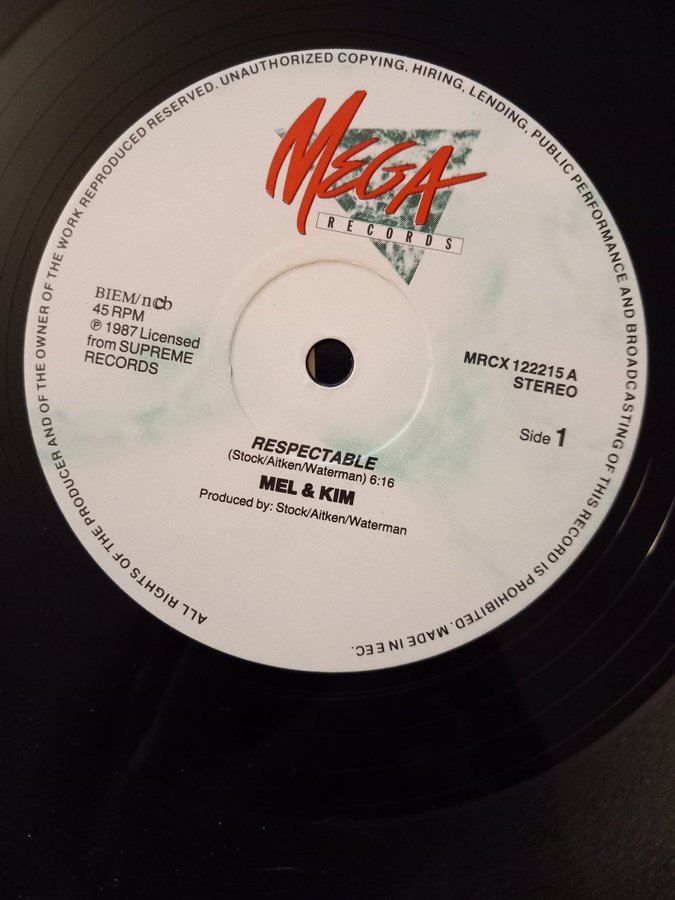 ALL RIGHTS OF THE PRODUCER AND OF THE OWNER OF THE WORK REPRODUCED RESERVED. UNAUTHORIZED COPYING, HIRING, LENDING, PUBLIC PERFORMANCE AND BROADCASTING OF THIS RECORD IS PROHIBITED. MADE IN EEC.
MEGA
RECORDS
BIEM/ncb
45 RPM
℗ 1987 Licensed
from SUPREME
RECORDS
MRCX 122215 A
STEREO
Side 1
RESPECTABLE
(Stock/Aitken/Waterman) 6:16
MEL & KIM
Produced by: Stock/Aitken/Waterman